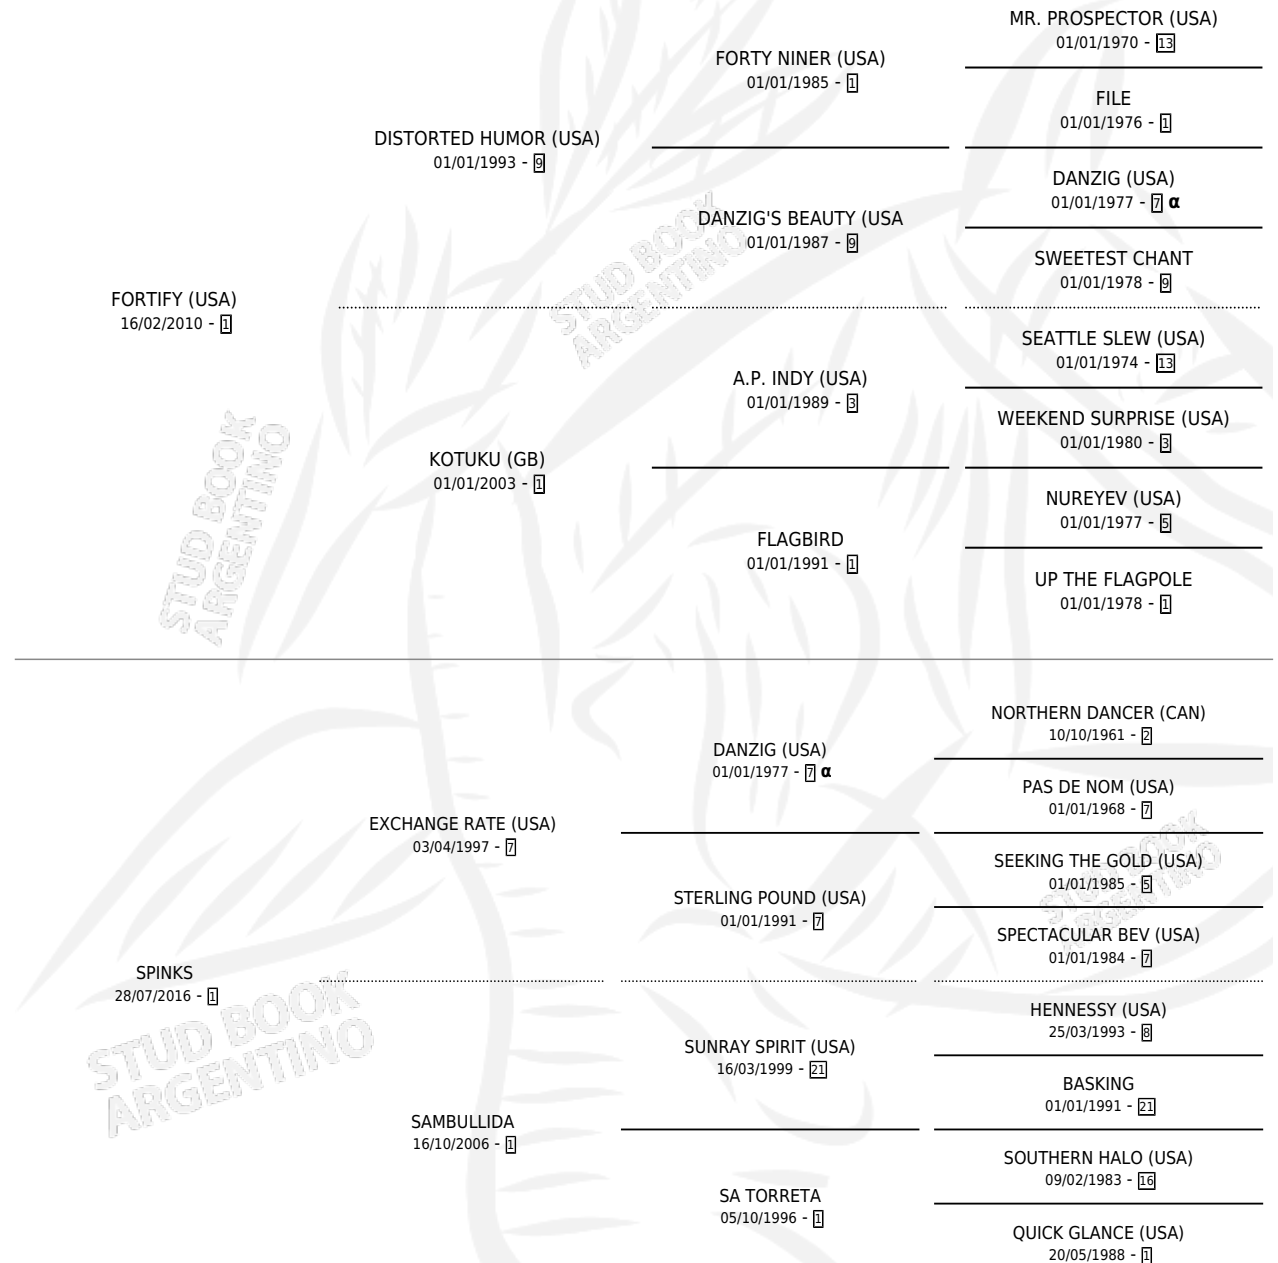 MR. PROSPECTOR (USA)
01/01/1970 - 13
FORTY NINER (USA)
01/01/1985 - 1
FILE
01/01/1976 - 1
DISTORTED HUMOR (USA)
01/01/1993 - 9
DANZIG (USA)
01/01/1977 - 7 α
DANZIG'S BEAUTY (USA
01/01/1987 - 9
SWEETEST CHANT
01/01/1978 - 9
FORTIFY (USA)
16/02/2010 - 1
SEATTLE SLEW (USA)
01/01/1974 - 13
A.P. INDY (USA)
01/01/1989 - 3
WEEKEND SURPRISE (USA)
01/01/1980 - 3
KOTUKU (GB)
01/01/2003 - 1
NUREYEV (USA)
01/01/1977 - 5
FLAGBIRD
01/01/1991 - 1
UP THE FLAGPOLE
01/01/1978 - 1
NORTHERN DANCER (CAN)
10/10/1961 - 2
DANZIG (USA)
01/01/1977 - 7 α
PAS DE NOM (USA)
01/01/1968 - 7
EXCHANGE RATE (USA)
03/04/1997 - 7
SEEKING THE GOLD (USA)
01/01/1985 - 5
STERLING POUND (USA)
01/01/1991 - 7
SPECTACULAR BEV (USA)
01/01/1984 - 7
SPINKS
28/07/2016 - 1
HENNESSY (USA)
25/03/1993 - 8
SUNRAY SPIRIT (USA)
16/03/1999 - 21
BASKING
01/01/1991 - 21
SAMBULLIDA
16/10/2006 - 1
SOUTHERN HALO (USA)
09/02/1983 - 16
SA TORRETA
05/10/1996 - 1
QUICK GLANCE (USA)
20/05/1988 - 1
STUD BOOK
ARGENTINO
STUD BOOK
ARGENTINO
STUD BOOK
ARGENTINO
STUD BOOK
ARGENTINO